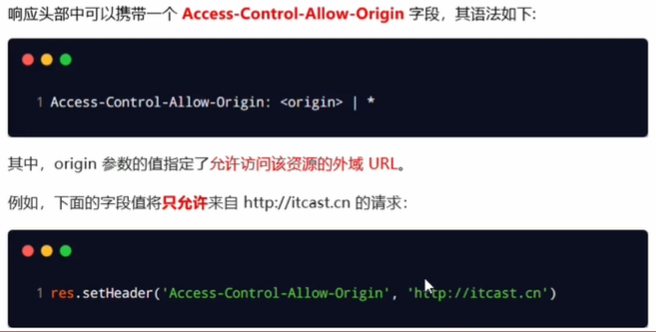 响应头部中可以携带一个 Access-Control-Allow-Origin 字段，其语法如下:
1 Access-Control-Allow-Origin: <origin> | *
其中，origin 参数的值指定了允许访问该资源的外域 URL。
例如，下面的字段值将只允许来自 http://itcast.cn 的请求：
1 res.setHeader('Access-Control-Allow-Origin', 'http://itcast.cn')